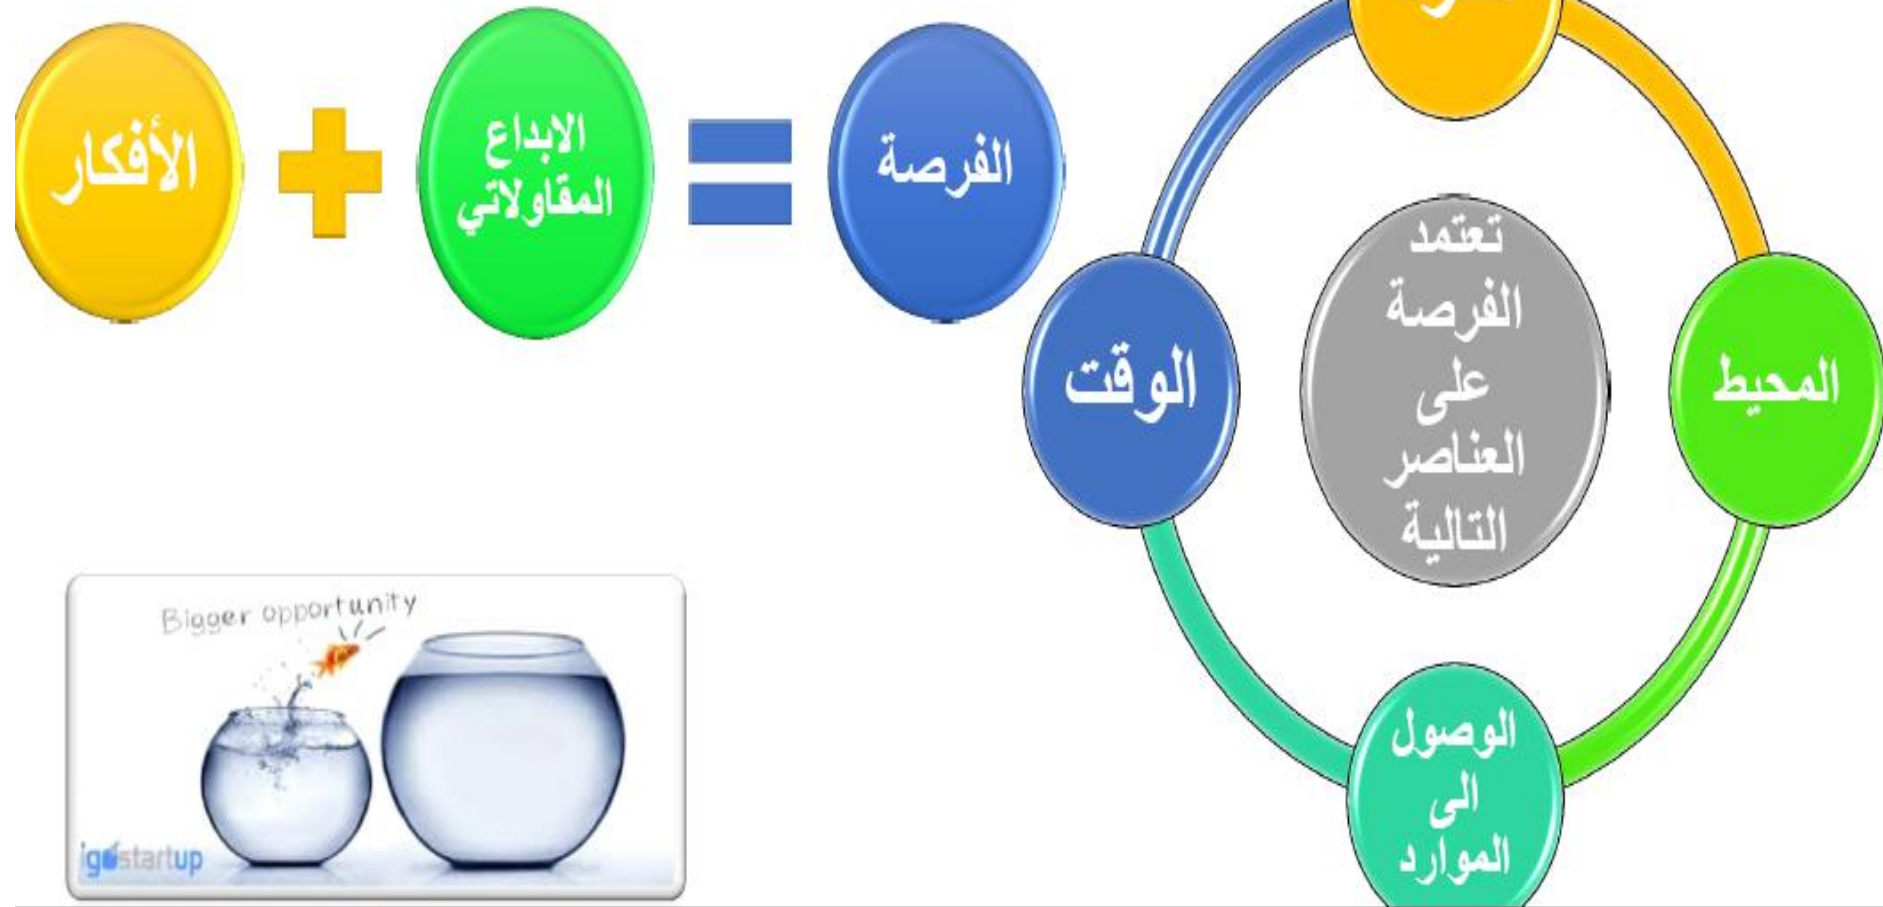 الأفكار
الابداع
المقاولاتي
الفرصة
تعتمد
الفرصة
على
العناصر
التالية
المحيط
الوصول
الى
الموارد
الوقت
Bigger opportunity
igostartup